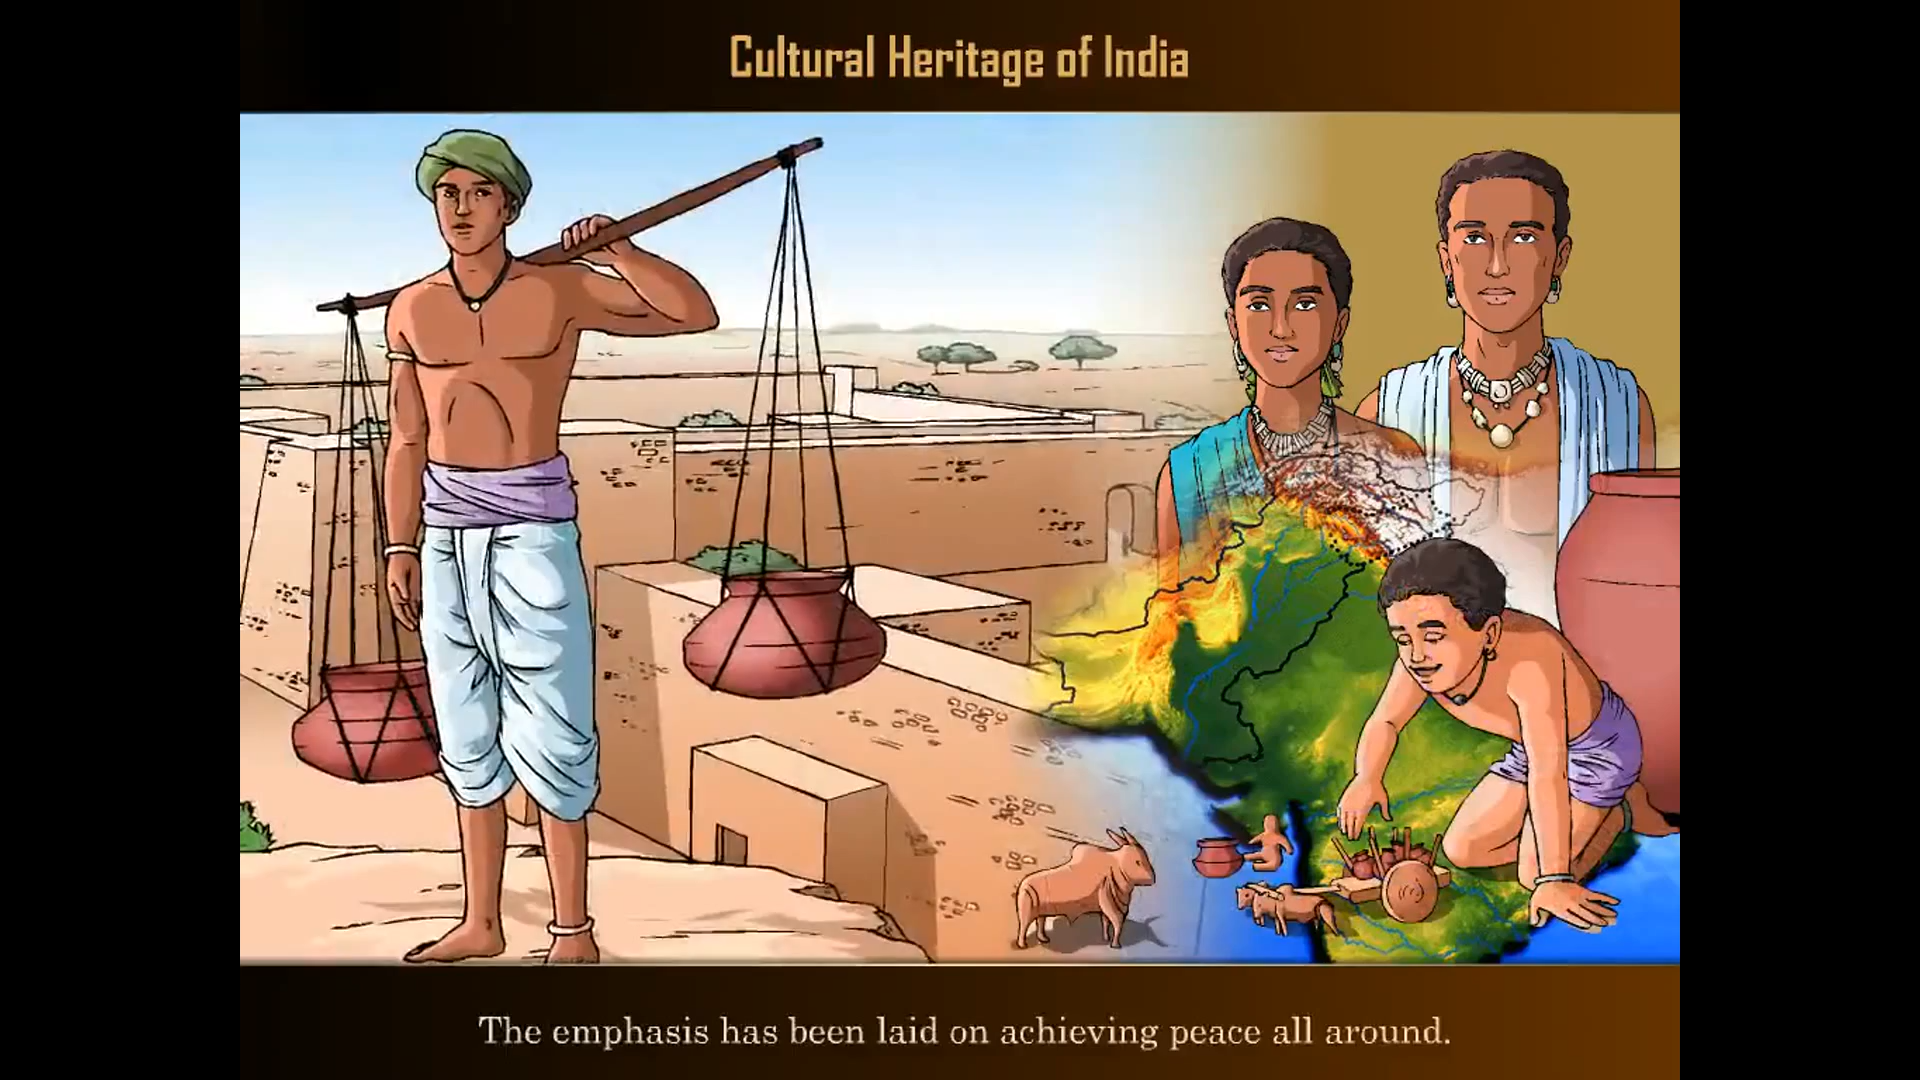 Cultural Heritage of India
The emphasis has been laid on achieving peace all around.